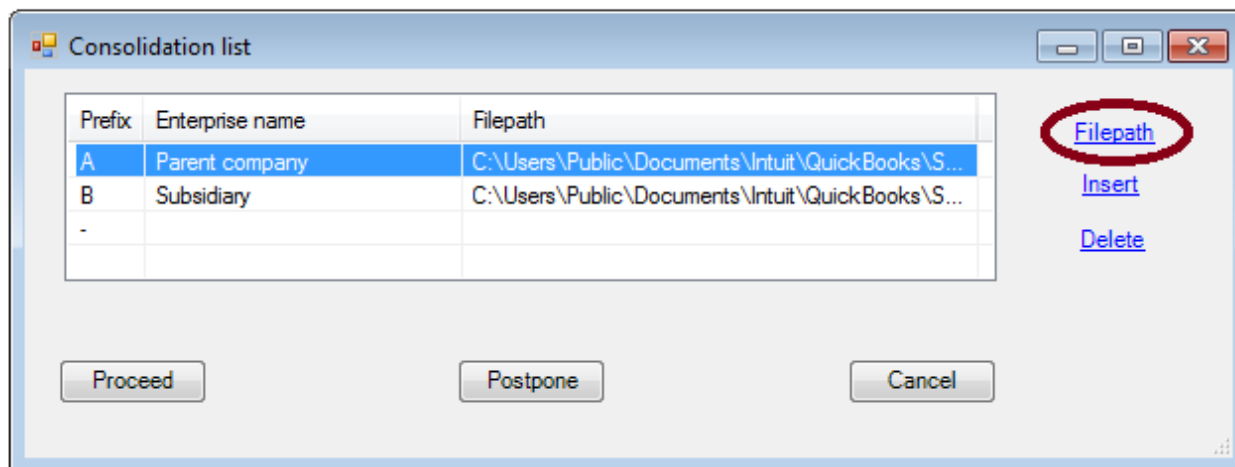 Consolidation list
Prefix Enterprise name Filepath
A Parent company C:\Users\Public\Documents\Intuit\QuickBooks\S...
B Subsidiary C:\Users\Public\Documents\Intuit\QuickBooks\S...
-
Filepath
Insert
Delete
Proceed Postpone Cancel